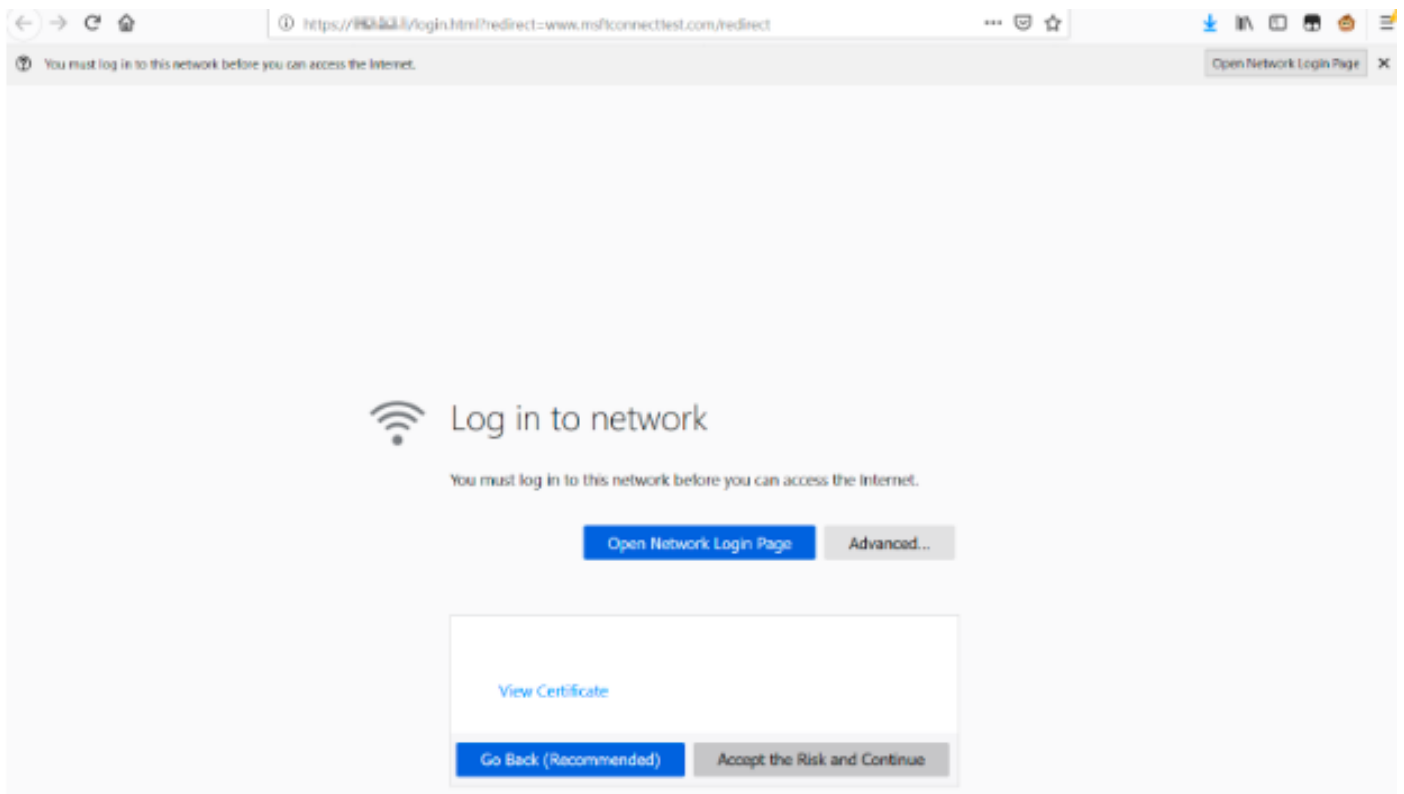 https:// /login.html?redirect=www.msftconnecttest.com/redirect
You must log in to this network before you can access the Internet.
Open Network Login Page
Log in to network
You must log in to this network before you can access the Internet.
Open Network Login Page
Advanced...
View Certificate
Go Back (Recommended)
Accept the Risk and Continue